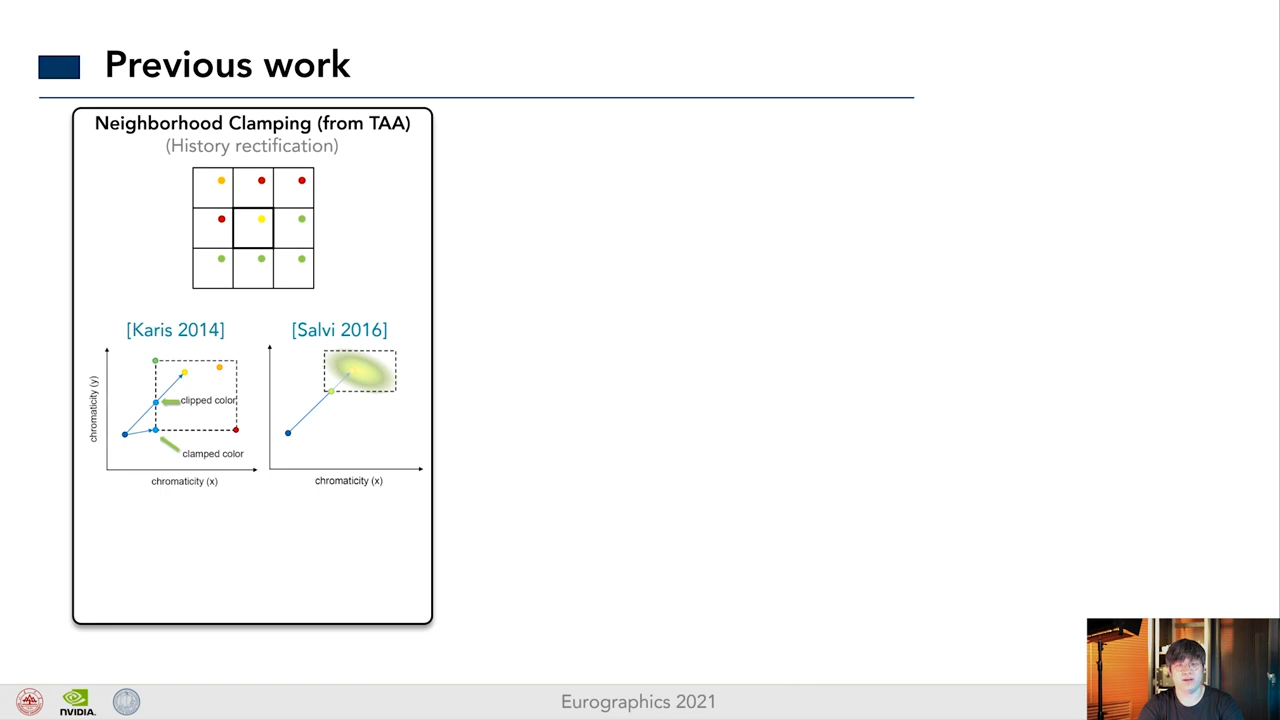 Previous work
Neighborhood Clamping (from TAA)
(History rectification)
[Karis 2014]
[Salvi 2016]
chromaticity (y)
clipped color
clamped color
chromaticity (x)
chromaticity (x)
NVIDIA.
Eurographics 2021